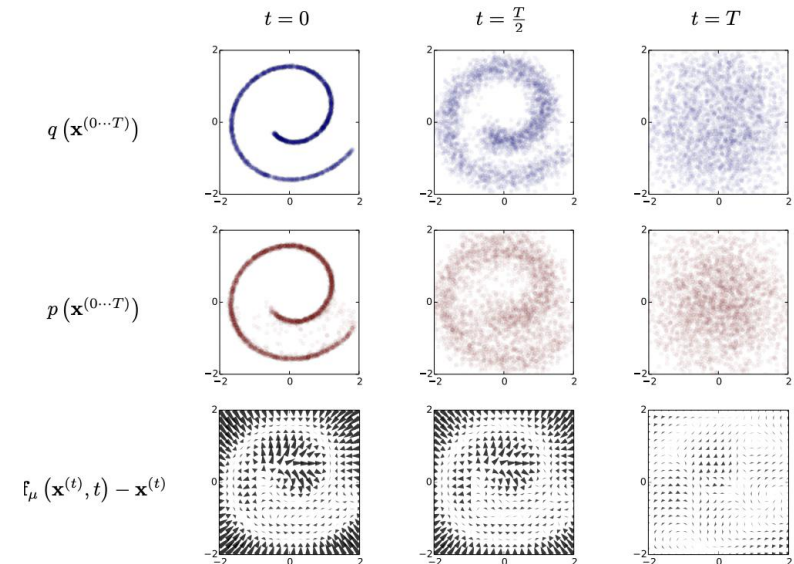 t = 0    t = T/2    t = T
2 2 2
q(x^(0⋯T)) 0 0 0
−2 −2 −2
−2 0 2 −2 0 2 −2 0 2
2 2 2
p(x^(0⋯T)) 0 0 0
−2 −2 −2
−2 0 2 −2 0 2 −2 0 2
2 2 2
f_μ(x^(t), t) − x^(t) 0 0 0
−2 −2 −2
−2 0 2 −2 0 2 −2 0 2